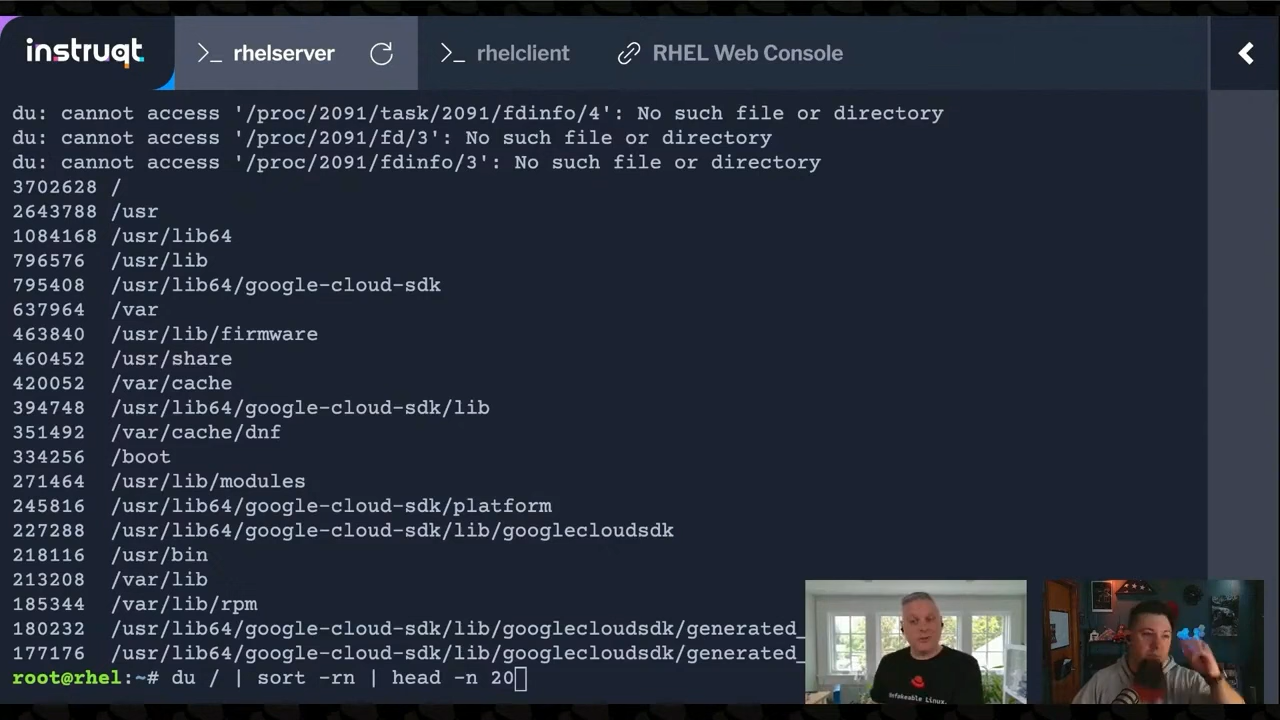 instruqt
>_ rhelserver
>_ rhelclient
RHEL Web Console
du: cannot access '/proc/2091/task/2091/fdinfo/4': No such file or directory
du: cannot access '/proc/2091/fd/3': No such file or directory
du: cannot access '/proc/2091/fdinfo/3': No such file or directory
3702628 /
2643788 /usr
1084168 /usr/lib64
796576 /usr/lib
795408 /usr/lib64/google-cloud-sdk
637964 /var
463840 /usr/lib/firmware
460452 /usr/share
420052 /var/cache
394748 /usr/lib64/google-cloud-sdk/lib
351492 /var/cache/dnf
334256 /boot
271464 /usr/lib/modules
245816 /usr/lib64/google-cloud-sdk/platform
227288 /usr/lib64/google-cloud-sdk/lib/googlecloudsdk
218116 /usr/bin
213208 /var/lib
185344 /var/lib/rpm
180232 /usr/lib64/google-cloud-sdk/lib/googlecloudsdk/generated_
177176 /usr/lib64/google-cloud-sdk/lib/googlecloudsdk/generated_
root@rhel:~# du / | sort -rn | head -n 20
Unfakeable Linux.